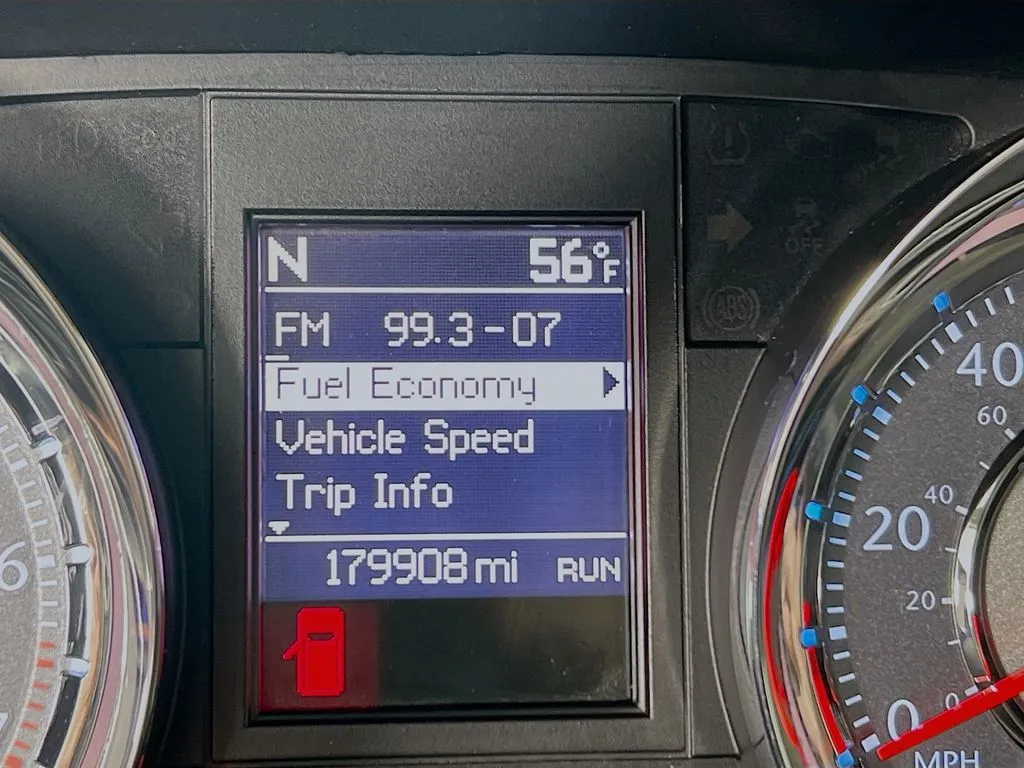 N 56°F
FM 99.3-07
Fuel Economy
Vehicle Speed
Trip Info
179908 mi RUN
OFF
ABS
40
60
40
20
20
0
0
MPH
6